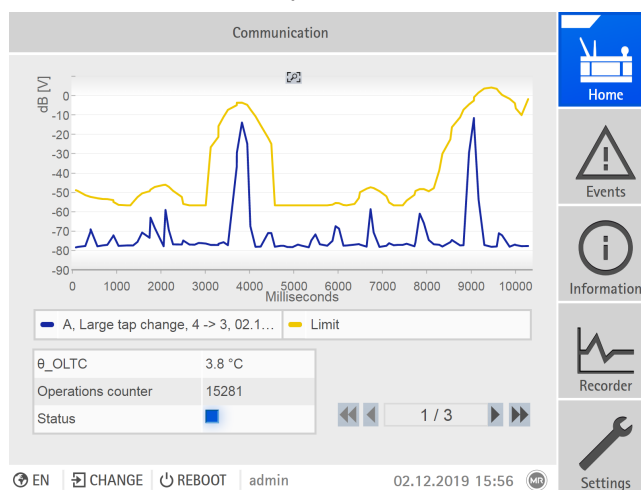 Communication
Home
dB [V]
0
-10
-20
-30
-40
-50
-60
-70
-80
-90
0 1000 2000 3000 4000 5000 6000 7000 8000 9000 10000
Milliseconds
A, Large tap change, 4 -> 3, 02.1... Limit
Events
Information
θ_OLTC 3.8 °C
Operations counter 15281
Status
1 / 3
Recorder
EN CHANGE REBOOT admin 02.12.2019 15:56 MR
Settings